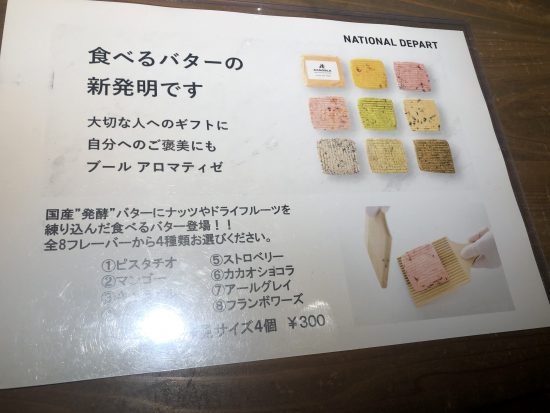 NATIONAL DEPART
食べるバターの
新発明です
大切な人へのギフトに
自分へのご褒美にも
ブール アロマティゼ
国産”発酵”バターにナッツやドライフルーツを
練り込んだ食べるバター登場！！
全8フレーバーから4種類お選びください。
①ピスタチオ
②マンゴー
⑤ストロベリー
⑥カカオショコラ
⑦アールグレイ
⑧フランボワーズ
サイズ4個 ¥300